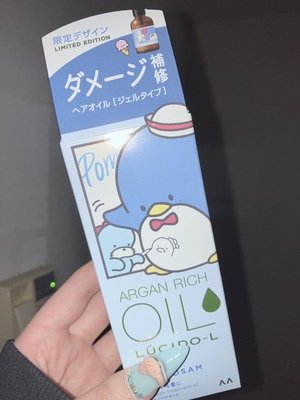 限定デザイン
LIMITED EDITION
ダメージ補修
ヘアオイル［ジェルタイプ］
ARGAN RICH
OIL
LÚCIDO-L